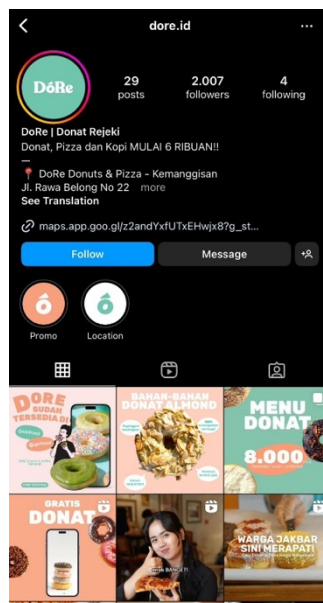 dore.id
DóRe
29
posts
2.007
followers
4
following
DoRe | Donat Rejeki
Donat, Pizza dan Kopi MULAI 6 RIBUAN!!
—
📍 DoRe Donuts & Pizza - Kemanggisan
Jl. Rawa Belong No 22 more
See Translation
maps.app.goo.gl/z2andYxfUTxEHwjx8?g_st...
Follow
Message
Promo
Location
DORE
SUDAH
TERSEDIA DI
BAHAN-BAHAN
DONAT ALMOND
MENU
DONAT
8.000
GRATIS
DONAT
BANGET!
WARGA JAKBAR
SINI MERAPAT!